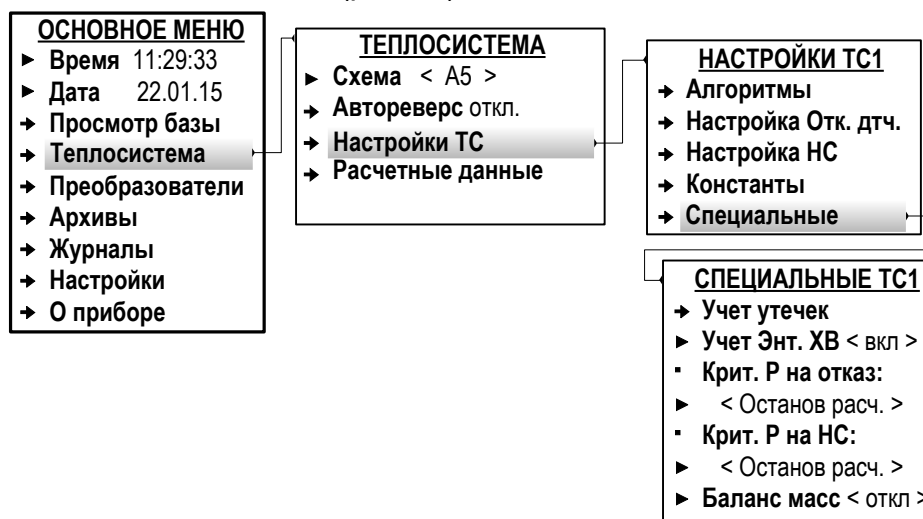 ОСНОВНОЕ МЕНЮ
► Время 11:29:33
► Дата 22.01.15
➔ Просмотр базы
➔ Теплосистема
➔ Преобразователи
➔ Архивы
➔ Журналы
➔ Настройки
➔ О приборе
ТЕПЛОСИСТЕМА
► Схема < А5 >
➔ Автореверс откл.
➔ Настройки ТС
➔ Расчетные данные
НАСТРОЙКИ ТС1
➔ Алгоритмы
➔ Настройка Отк. дтч.
➔ Настройка НС
➔ Константы
➔ Специальные
СПЕЦИАЛЬНЫЕ ТС1
➔ Учет утечек
► Учет Энт. ХВ < вкл >
▪ Крит. Р на отказ:
► < Останов расч. >
▪ Крит. Р на НС:
► < Останов расч. >
► Баланс масс < откл >